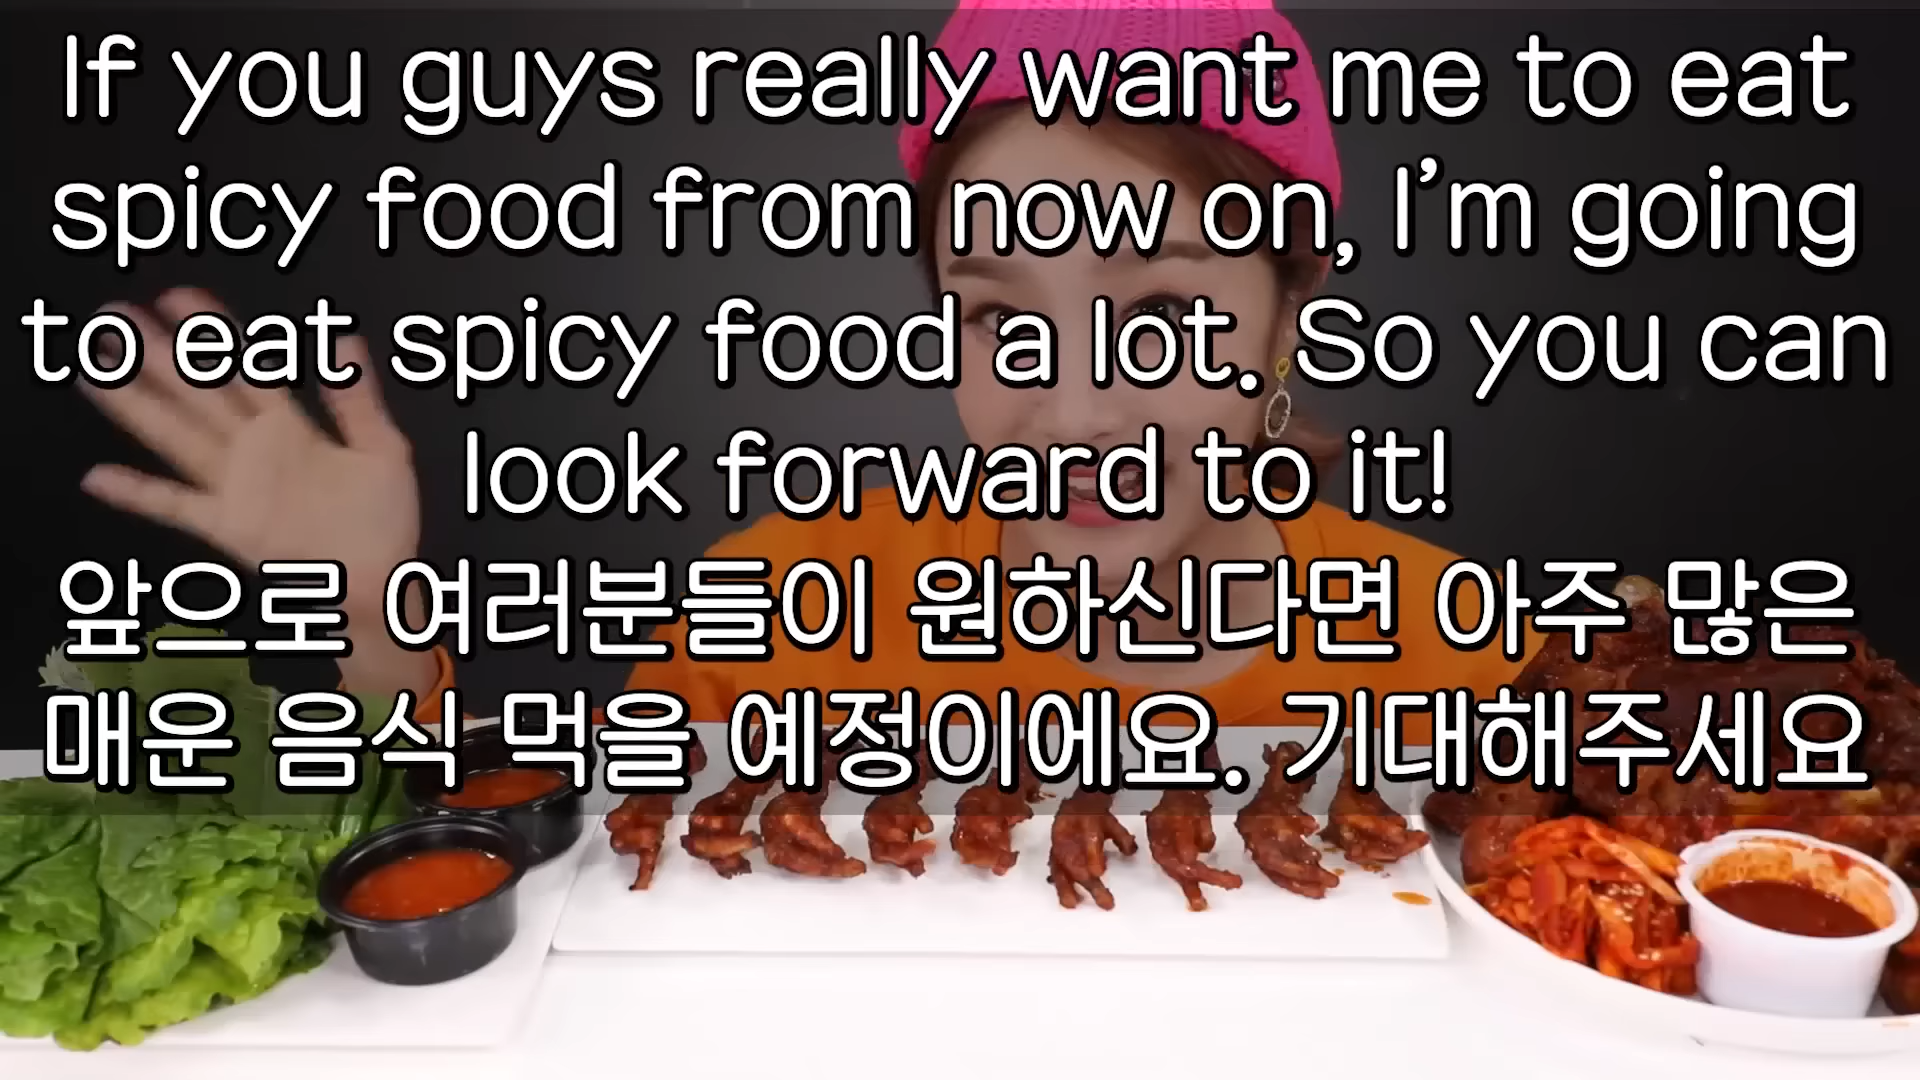 If you guys really want me to eat
spicy food from now on, I'm going
to eat spicy food a lot. So you can
look forward to it!
앞으로 여러분들이 원하신다면 아주 많은
매운 음식 먹을 예정이에요. 기대해주세요